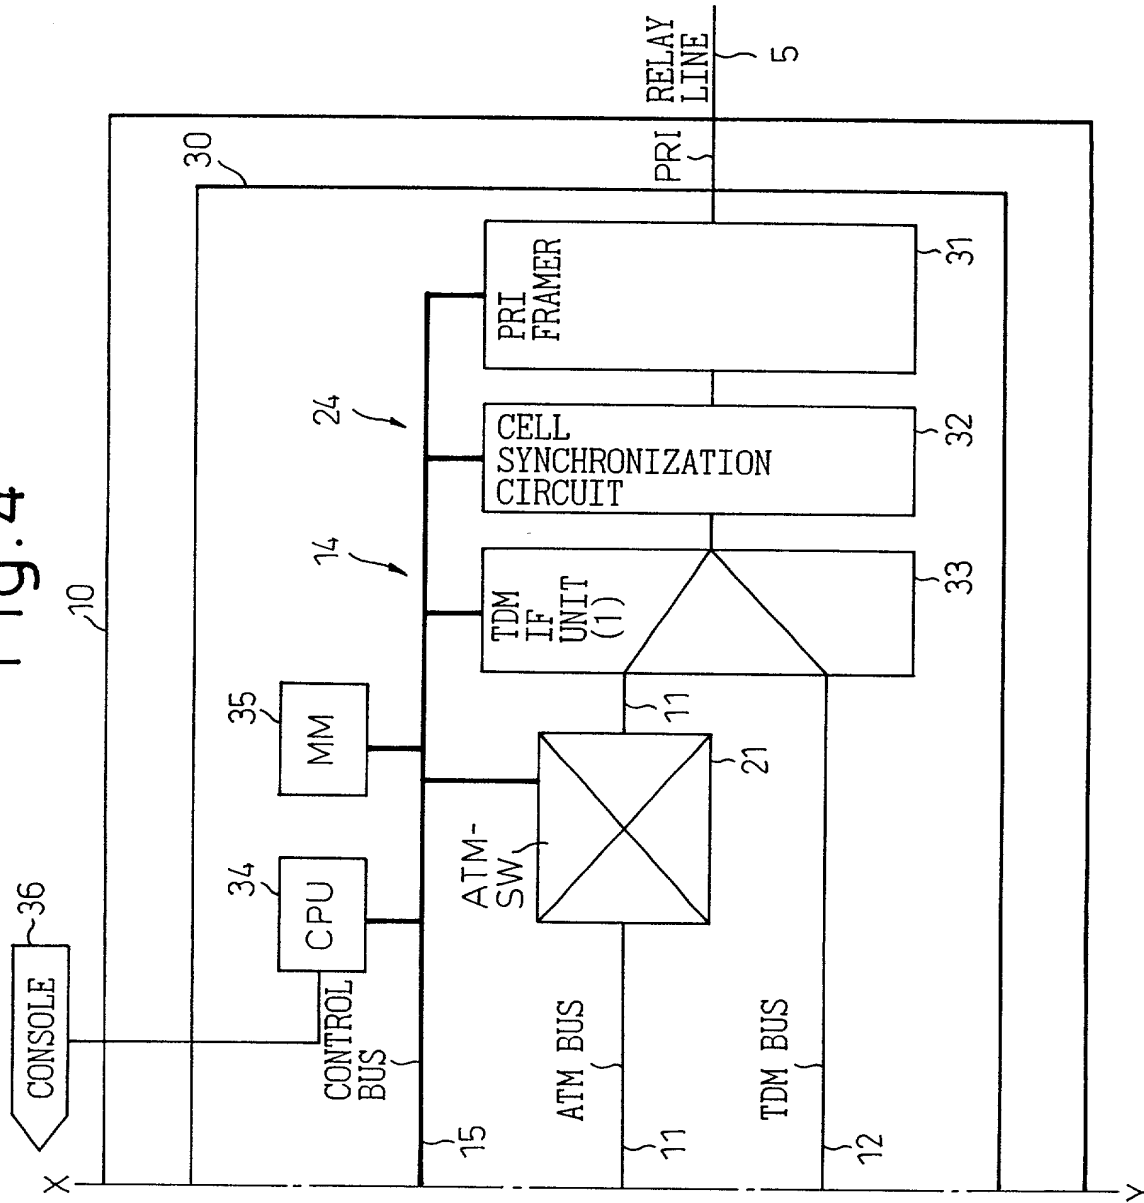 Fig. 4
X
CONSOLE
36
10
30
CPU
34
MM
35
14
24
CONTROL
BUS
15
ATM-
SW
21
ATM BUS
11
11
TDM BUS
12
TDM
IF
UNIT
(1)
33
CELL
SYNCHRONIZATION
CIRCUIT
32
PRI
FRAMER
31
PRI
RELAY
LINE
5
Y